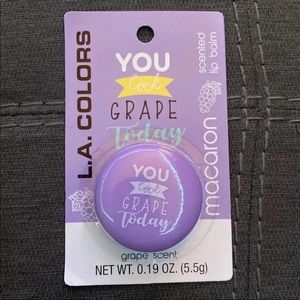 L.A. COLORS
YOU
look
GRAPE
Today
scented
lip balm
macaron
YOU
look
GRAPE
Today
grape scent
NET WT. 0.19 OZ. (5.5g)